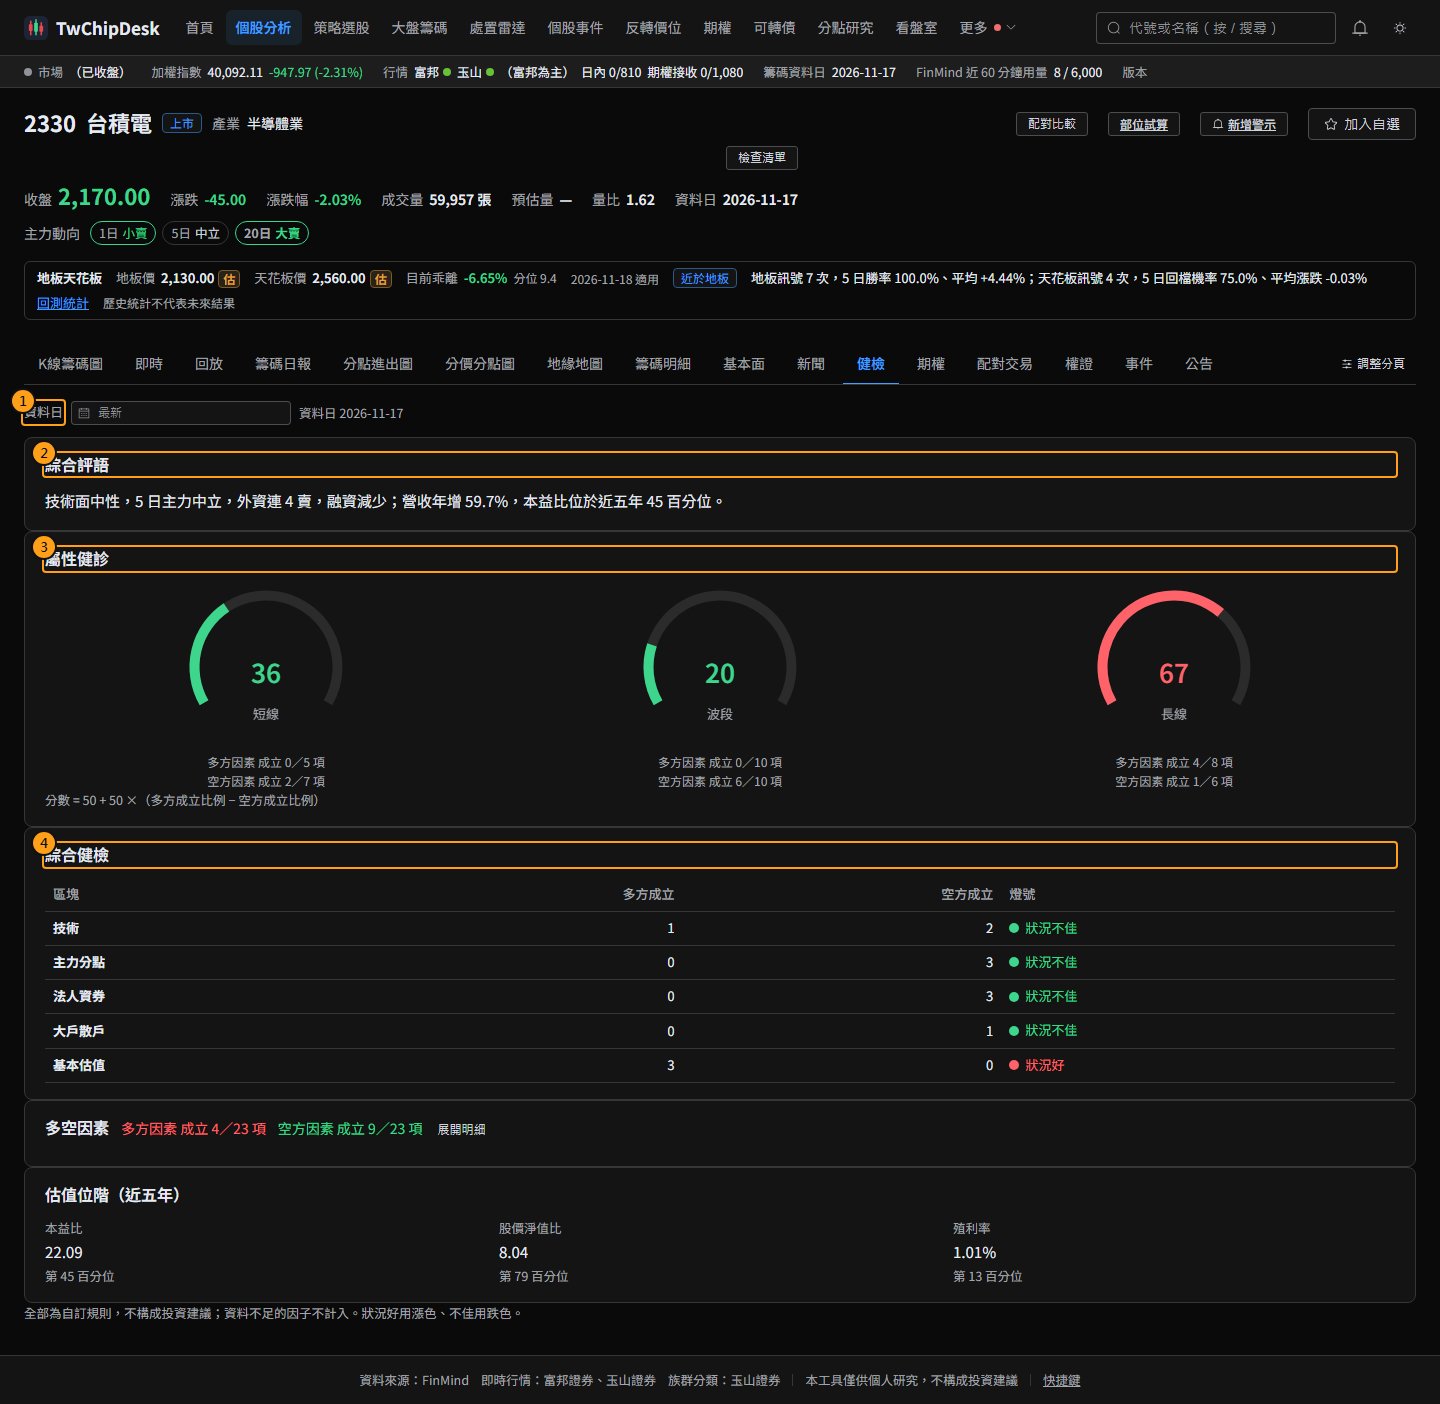 TwChipDesk 首頁 個股分析 策略選股 大盤籌碼 處置雷達 個股事件 反轉價位 期權 可轉債 分點研究 看盤室 更多 代號或名稱（按 / 搜尋）
市場（已收盤） 加權指數 40,092.11 -947.97 (-2.31%) 行情 富邦 玉山 （富邦為主） 日內 0/810 期權接收 0/1,080 籌碼資料日 2026-11-17 FinMind 近 60 分鐘用量 8 / 6,000 版本
2330 台積電 上市 產業 半導體業 配對比較 部位試算 新增警示 加入自選
檢查清單
收盤 2,170.00 漲跌 -45.00 漲跌幅 -2.03% 成交量 59,957 張 預估量 — 量比 1.62 資料日 2026-11-17
主力動向 1日 小賣 5日 中立 20日 大賣
地板天花板 地板價 2,130.00 估 天花板價 2,560.00 估 目前乖離 -6.65% 分位 9.4 2026-11-18 適用 近於地板 地板訊號 7 次，5 日勝率 100.0%、平均 +4.44%；天花板訊號 4 次，5 日回檔機率 75.0%、平均漲跌 -0.03%
回測統計 歷史統計不代表未來結果
K線籌碼圖 即時 回放 籌碼日報 分點進出圖 分價分點圖 地緣地圖 籌碼明細 基本面 新聞 健檢 期權 配對交易 權證 事件 公告 調整分頁
1
資料日 最新 資料日 2026-11-17
2
綜合評語
技術面中性，5 日主力中立，外資連 4 賣，融資減少；營收年增 59.7%，本益比位於近五年 45 百分位。
3
屬性健診
36 20 67
短線 波段 長線
多方因素 成立 0／5 項 多方因素 成立 0／10 項 多方因素 成立 4／8 項
空方因素 成立 2／7 項 空方因素 成立 6／10 項 空方因素 成立 1／6 項
分數 = 50 + 50 ×（多方成立比例 − 空方成立比例）
4
綜合健檢
區塊 多方成立 空方成立 燈號
技術 1 2 狀況不佳
主力分點 0 3 狀況不佳
法人資券 0 3 狀況不佳
大戶散戶 0 1 狀況不佳
基本估值 3 0 狀況好
多空因素 多方因素 成立 4／23 項 空方因素 成立 9／23 項 展開明細
估值位階（近五年）
本益比 股價淨值比 殖利率
22.09 8.04 1.01%
第 45 百分位 第 79 百分位 第 13 百分位
全部為自訂規則，不構成投資建議；資料不足的因子不計入。狀況好用漲色、不佳用跌色。
資料來源：FinMind 即時行情：富邦證券、玉山證券 族群分類：玉山證券 本工具僅供個人研究，不構成投資建議 快捷鍵